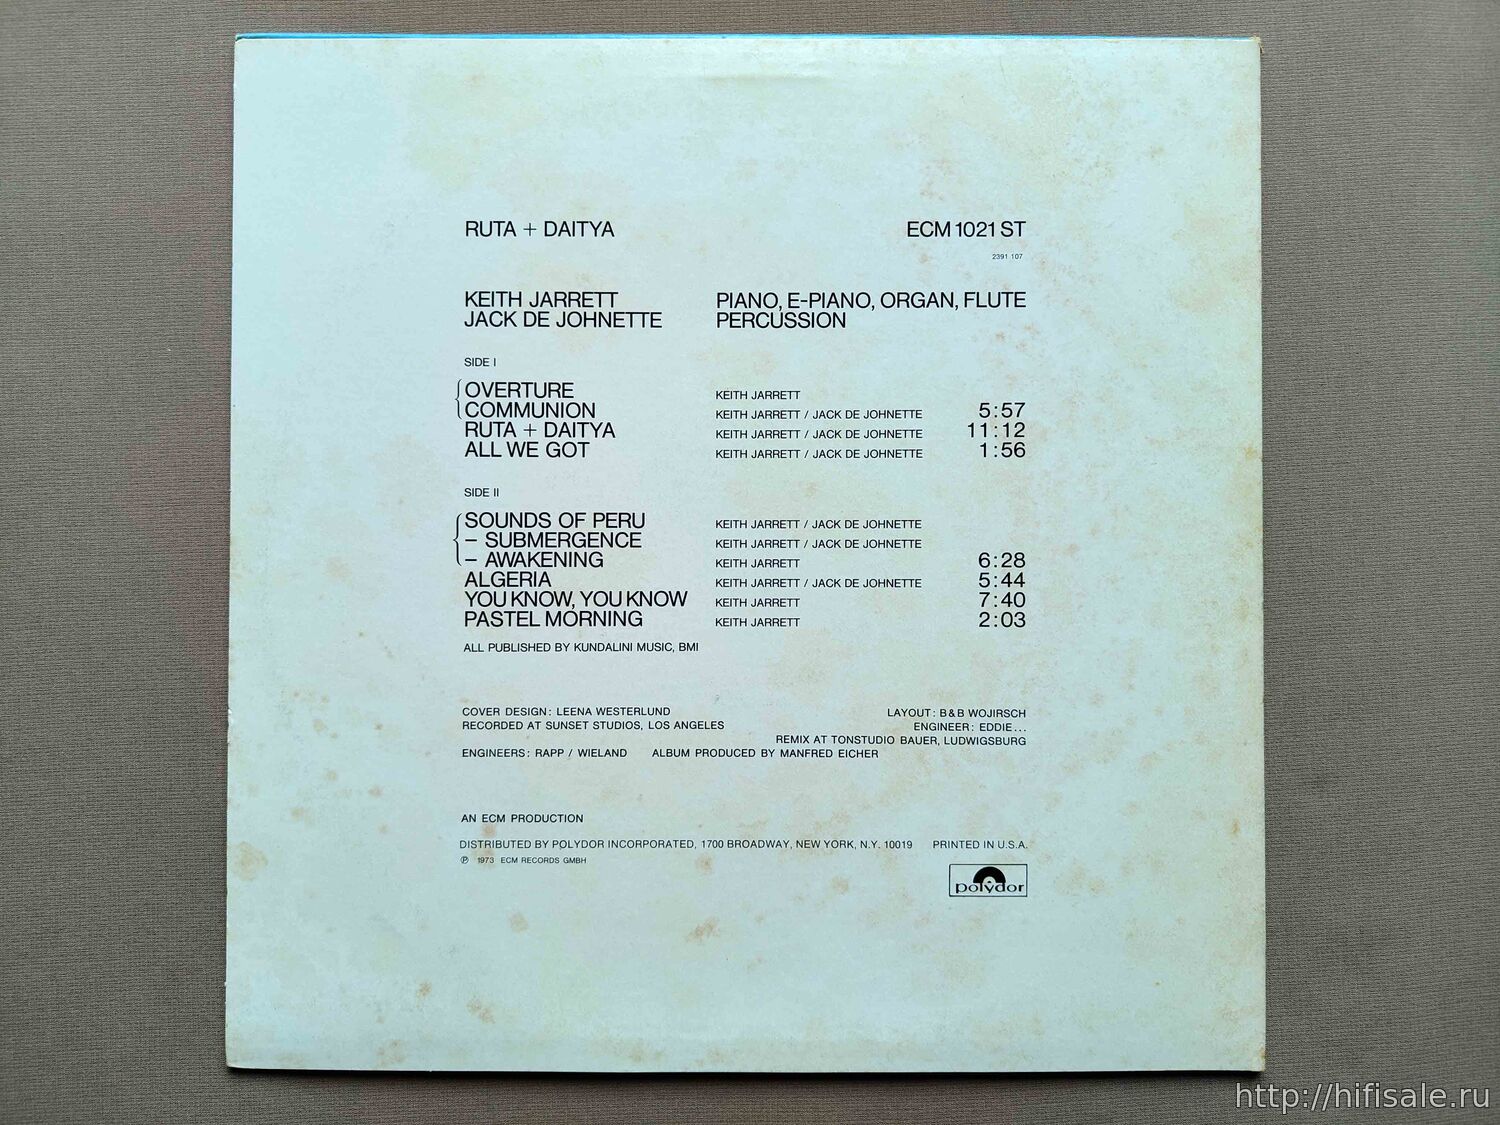 RUTA + DAITYA ECM 1021 ST
2391 107
KEITH JARRETT PIANO, E-PIANO, ORGAN, FLUTE
JACK DE JOHNETTE PERCUSSION
SIDE I
OVERTURE KEITH JARRETT
COMMUNION KEITH JARRETT / JACK DE JOHNETTE 5:57
RUTA + DAITYA KEITH JARRETT / JACK DE JOHNETTE 11:12
ALL WE GOT KEITH JARRETT / JACK DE JOHNETTE 1:56
SIDE II
SOUNDS OF PERU KEITH JARRETT / JACK DE JOHNETTE
– SUBMERGENCE KEITH JARRETT / JACK DE JOHNETTE
– AWAKENING KEITH JARRETT 6:28
ALGERIA KEITH JARRETT / JACK DE JOHNETTE 5:44
YOU KNOW, YOU KNOW KEITH JARRETT 7:40
PASTEL MORNING KEITH JARRETT 2:03
ALL PUBLISHED BY KUNDALINI MUSIC, BMI
COVER DESIGN: LEENA WESTERLUND LAYOUT: B & B WOJIRSCH
RECORDED AT SUNSET STUDIOS, LOS ANGELES ENGINEER: EDDIE...
REMIX AT TONSTUDIO BAUER, LUDWIGSBURG
ENGINEERS: RAPP / WIELAND ALBUM PRODUCED BY MANFRED EICHER
AN ECM PRODUCTION
DISTRIBUTED BY POLYDOR INCORPORATED, 1700 BROADWAY, NEW YORK, N.Y. 10019 PRINTED IN U.S.A.
℗ 1973 ECM RECORDS GMBH
polydor
http://hifisale.ru